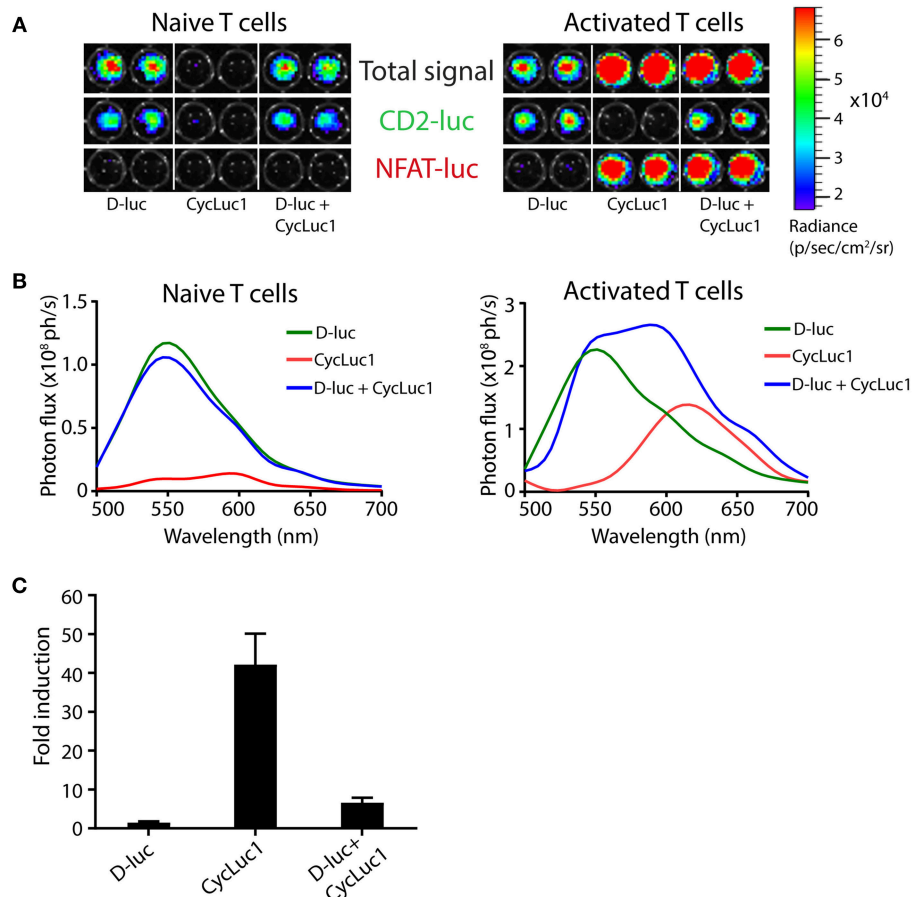 A
Naive T cells
Activated T cells
Total signal
CD2-luc
NFAT-luc
D-luc
CycLuc1
D-luc +
CycLuc1
D-luc
CycLuc1
D-luc +
CycLuc1
6
5
4
3
2
x10⁴
Radiance
(p/sec/cm²/sr)
B
Naive T cells
Photon flux (x10⁸ ph/s)
1.5
1.0
0.5
0
500
550
600
650
700
Wavelength (nm)
D-luc
CycLuc1
D-luc + CycLuc1
Activated T cells
Photon flux (x10⁸ ph/s)
3
2
1
0
500
550
600
650
700
Wavelength (nm)
D-luc
CycLuc1
D-luc + CycLuc1
C
Fold induction
60
50
40
30
20
10
0
D-luc
CycLuc1
D-luc+
CycLuc1